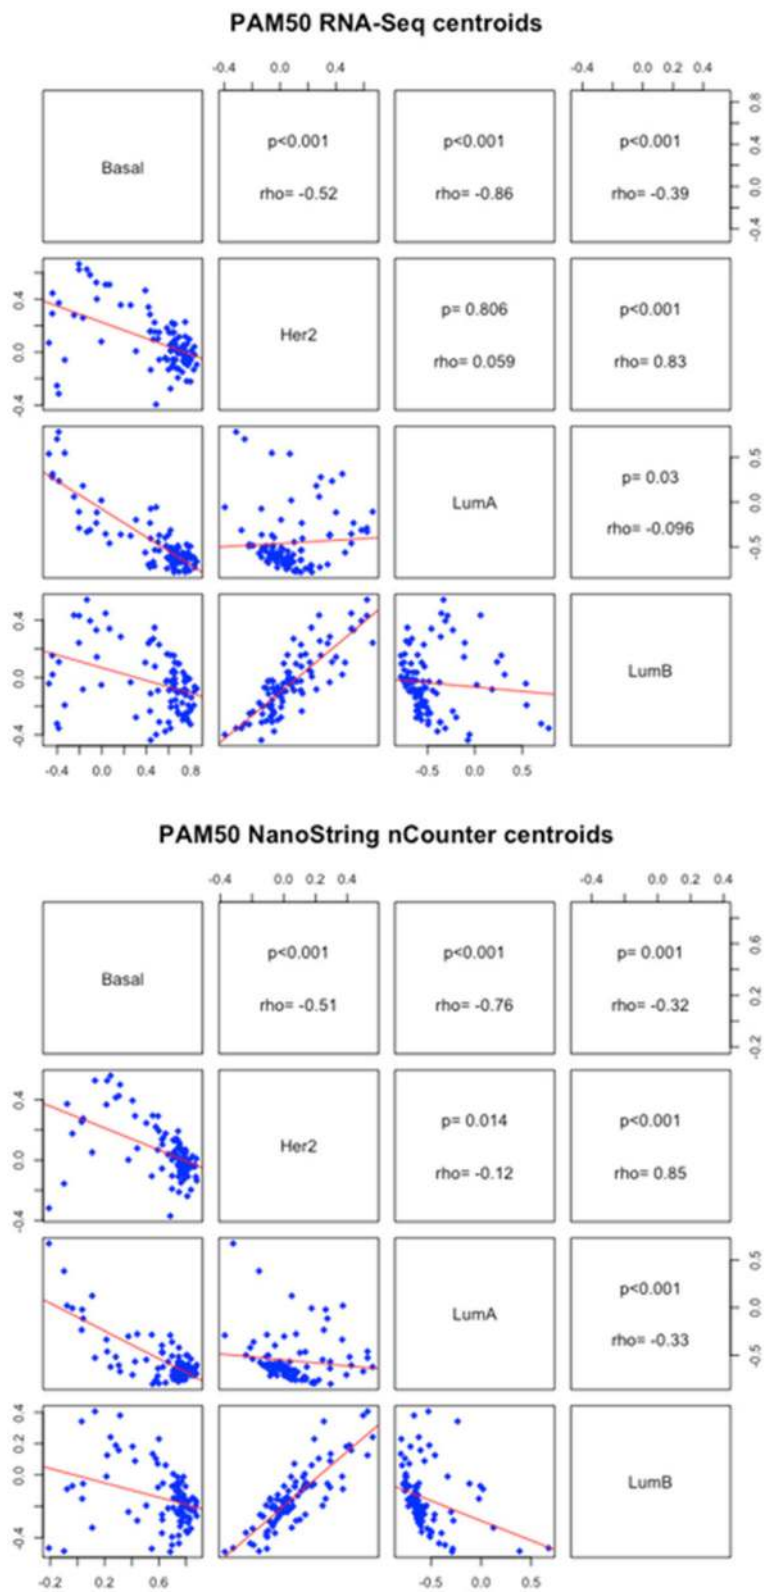 PAM50 RNA-Seq centroids
-0.4 0.0 0.4 -0.4 0.0 0.2 0.4
Basal
p<0.001
rho= -0.52
p<0.001
rho= -0.86
p<0.001
rho= -0.39
0.8
0.4
0.0
-0.4
0.4
0.0
-0.4
Her2
p= 0.806
rho= 0.059
p<0.001
rho= 0.83
LumA
p= 0.03
rho= -0.096
0.5
0.0
-0.5
0.4
0.0
-0.4
LumB
-0.4 0.0 0.4 0.8 -0.5 0.0 0.5
PAM50 NanoString nCounter centroids
-0.4 0.0 0.2 0.4 -0.4 0.0 0.2 0.4
Basal
p<0.001
rho= -0.51
p<0.001
rho= -0.76
p= 0.001
rho= -0.32
0.6
0.2
-0.2
0.4
0.0
-0.4
Her2
p= 0.014
rho= -0.12
p<0.001
rho= 0.85
LumA
p<0.001
rho= -0.33
0.5
0.0
-0.5
0.4
0.2
0.0
-0.4
LumB
-0.2 0.2 0.6 -0.5 0.0 0.5